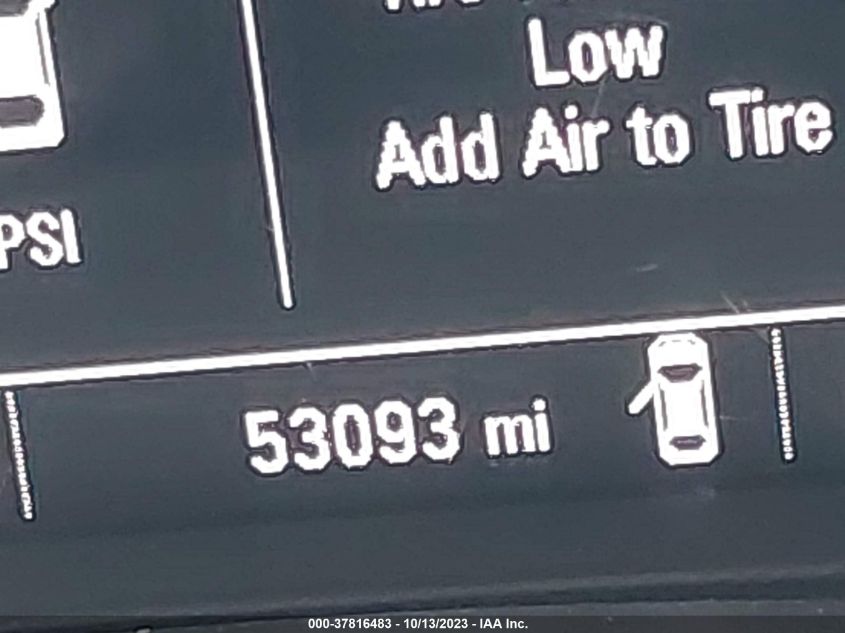 Low
Add Air to Tire
PSI
53093 mi
000-37816483 - 10/13/2023 - IAA Inc.